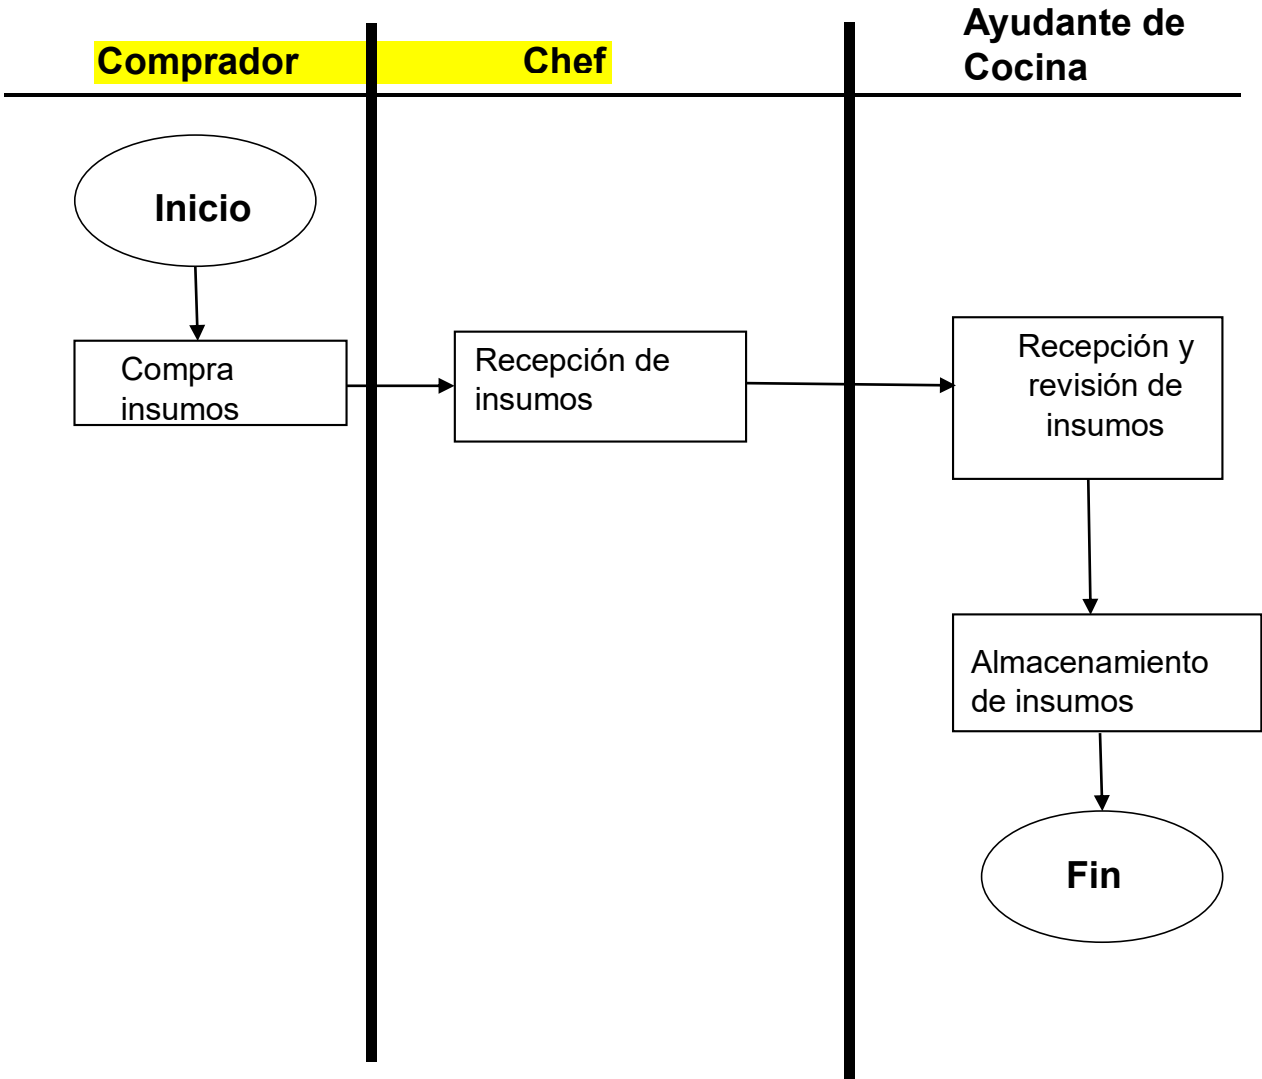 Comprador
Chef
Ayudante de
Cocina
Inicio
Compra
insumos
Recepción de
insumos
Recepción y
revisión de
insumos
Almacenamiento
de insumos
Fin